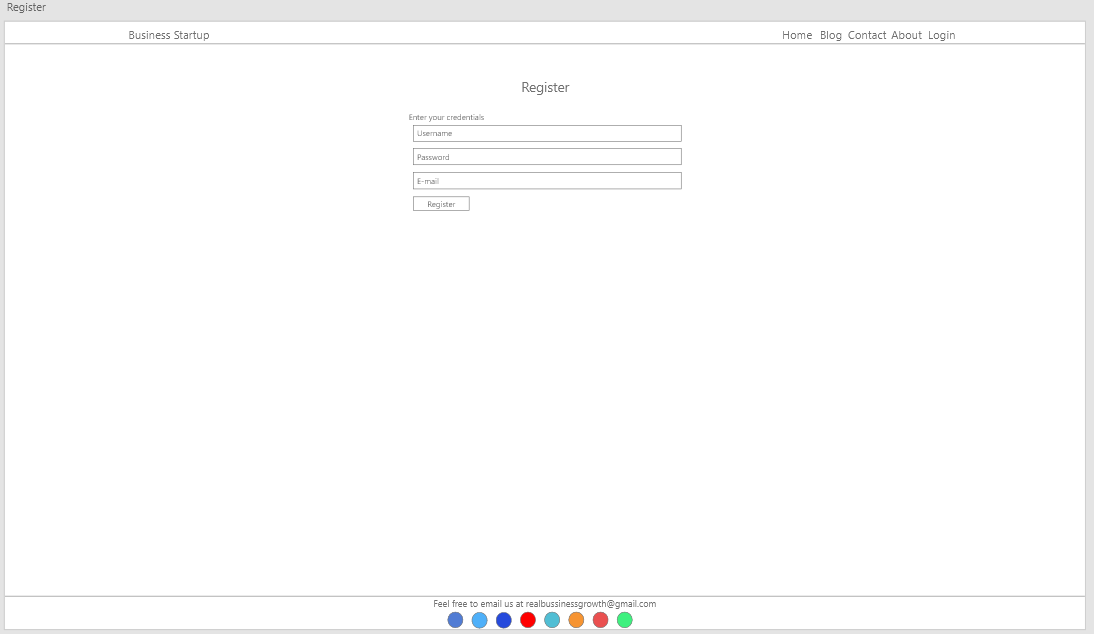 Register
Business Startup
Home Blog Contact About Login
Register
Enter your credentials
Username
Password
E-mail
Register
Feel free to email us at realbussinessgrowth@gmail.com